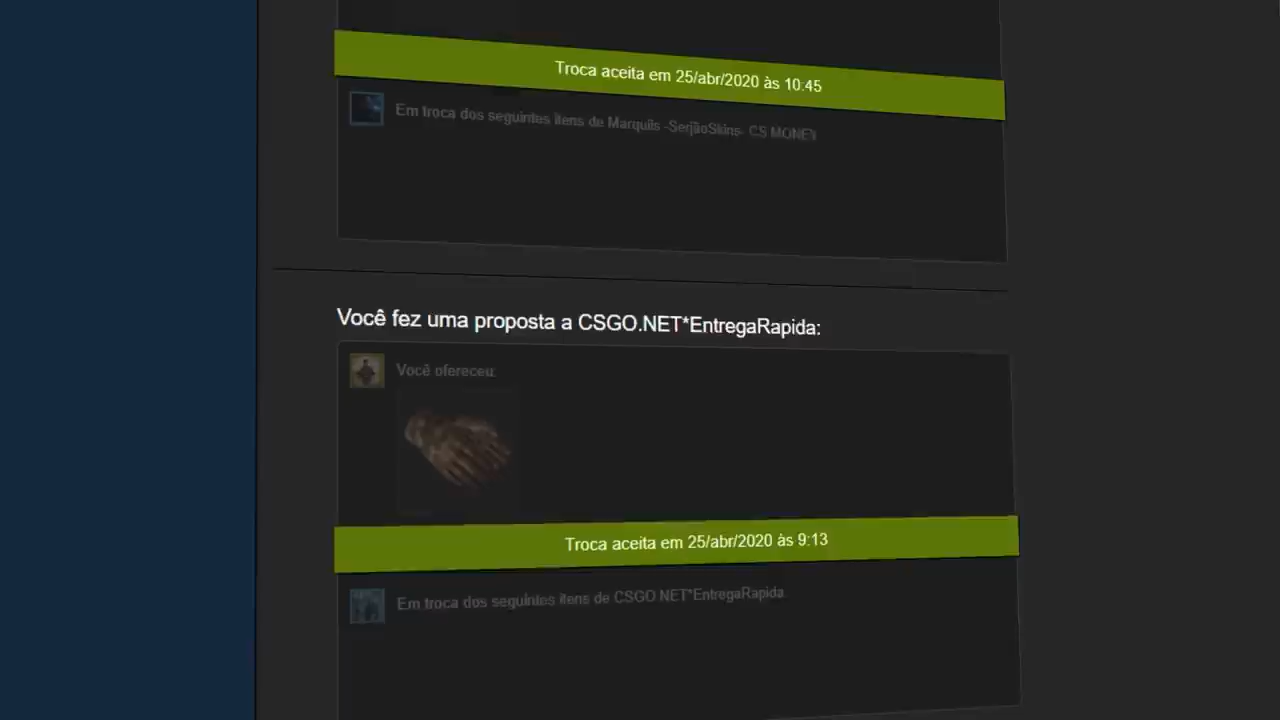 Troca aceita em 25/abr/2020 às 10:45
Em troca dos seguintes itens de Marquils -SerjãoSkins- CS MONEY
Você fez uma proposta a CSGO.NET*EntregaRapida:
Você ofereceu:
Troca aceita em 25/abr/2020 às 9:13
Em troca dos seguintes itens de CSGO.NET*EntregaRapida: